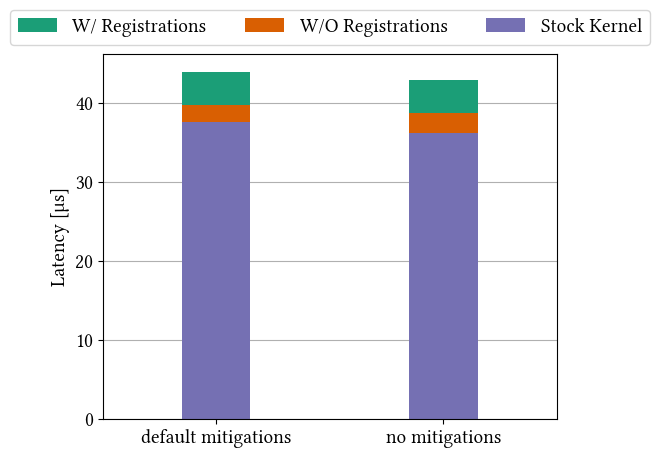 W/ Registrations W/O Registrations Stock Kernel
Latency [µs]
40
30
20
10
0
default mitigations no mitigations